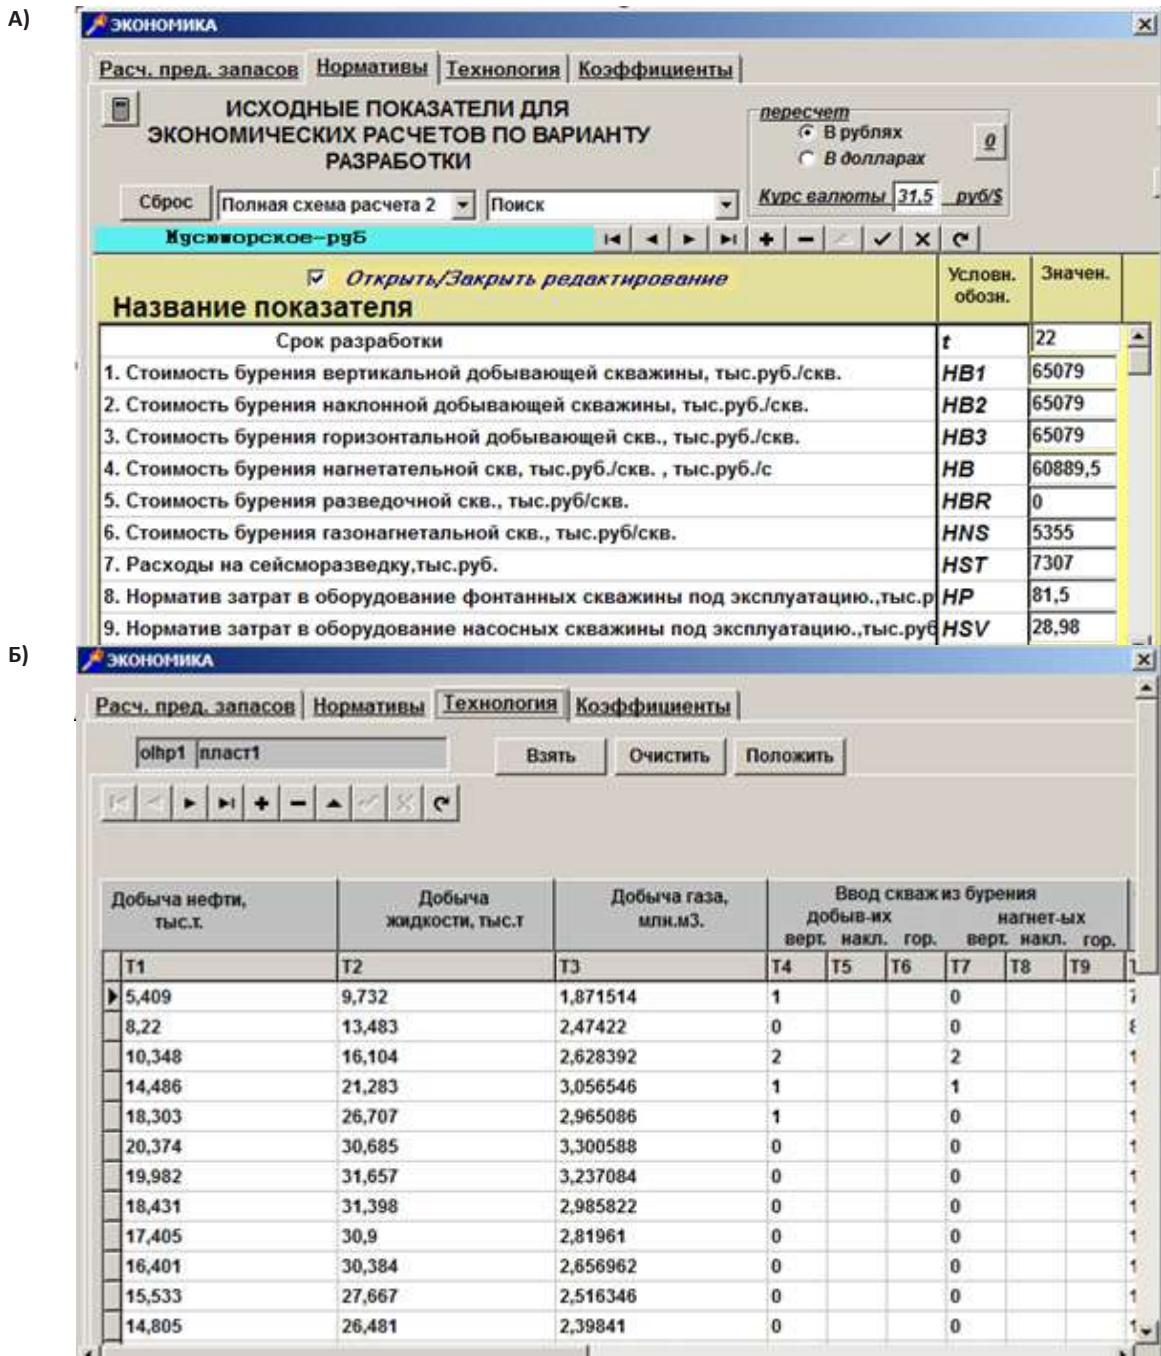 А)
ЭКОНОМИКА
Расч. пред. запасов Нормативы Технология Коэффициенты
ИСХОДНЫЕ ПОКАЗАТЕЛИ ДЛЯ
ЭКОНОМИЧЕСКИХ РАСЧЕТОВ ПО ВАРИАНТУ
РАЗРАБОТКИ
пересчет
В рублях
В долларах
0
Курс валюты 31,5 руб/$
Сброс Полная схема расчета 2 Поиск
Мусюшорское-руб
Открыть/Закрыть редактирование
Название показателя
Условн. обозн.
Значен.
Срок разработки t 22
1. Стоимость бурения вертикальной добывающей скважины, тыс.руб./скв. НВ1 65079
2. Стоимость бурения наклонной добывающей скважины, тыс.руб./скв. НВ2 65079
3. Стоимость бурения горизонтальной добывающей скв., тыс.руб./скв. НВ3 65079
4. Стоимость бурения нагнетательной скв, тыс.руб./скв. , тыс.руб./с НВ 60889,5
5. Стоимость бурения разведочной скв., тыс.руб/скв. HBR 0
6. Стоимость бурения газонагнетальной скв., тыс.руб/скв. HNS 5355
7. Расходы на сейсморазведку,тыс.руб. HST 7307
8. Норматив затрат в оборудование фонтанных скважины под эксплуатацию.,тыс.р HP 81,5
9. Норматив затрат в оборудование насосных скважины под эксплуатацию.,тыс.руб HSV 28,98
Б)
ЭКОНОМИКА
Расч. пред. запасов Нормативы Технология Коэффициенты
olhp1 пласт1 Взять Очистить Положить
Добыча нефти, тыс.т.
Добыча жидкости, тыс.т
Добыча газа, млн.м3.
Ввод скваж из бурения
добыв-их нагнет-ых
верт. накл. гор. верт. накл. гор.
T1 T2 T3 T4 T5 T6 T7 T8 T9
5,409 9,732 1,871514 1 0
8,22 13,483 2,47422 0 0
10,348 16,104 2,628392 2 2
14,486 21,283 3,056546 1 1
18,303 26,707 2,965086 1 0
20,374 30,685 3,300588 0 0
19,982 31,657 3,237084 0 0
18,431 31,398 2,985822 0 0
17,405 30,9 2,81961 0 0
16,401 30,384 2,656962 0 0
15,533 27,667 2,516346 0 0
14,805 26,481 2,39841 0 0